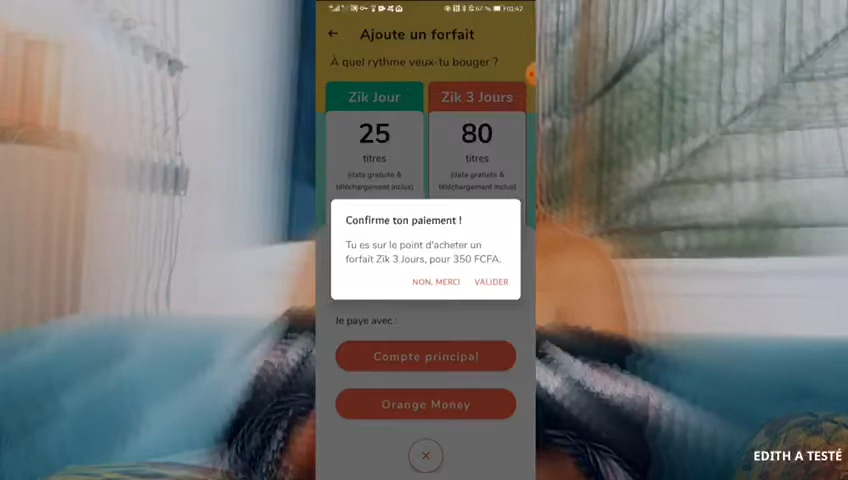 01:42
Ajoute un forfait
À quel rythme veux-tu bouger ?
Zik Jour
Zik 3 Jours
25
80
titres
titres
(data gratuite &
téléchargement inclus)
(data gratuite &
téléchargement inclus)
Confirme ton paiement !
Tu es sur le point d'acheter un
forfait Zik 3 Jours, pour 350 FCFA.
NON, MERCI
VALIDER
Je paye avec :
Compte principal
Orange Money
EDITH A TESTÉ